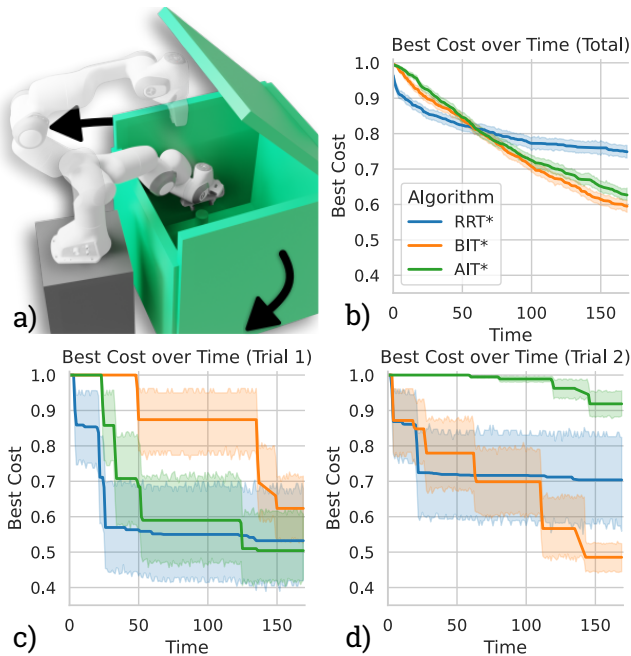 a)
Best Cost over Time (Total)
Best Cost
1.0
0.9
0.8
0.7
0.6
0.5
0.4
Algorithm
RRT*
BIT*
AIT*
0
50
100
150
Time
b)
Best Cost over Time (Trial 1)
Best Cost
1.0
0.9
0.8
0.7
0.6
0.5
0.4
0
50
100
150
Time
c)
Best Cost over Time (Trial 2)
Best Cost
1.0
0.9
0.8
0.7
0.6
0.5
0.4
0
50
100
150
Time
d)